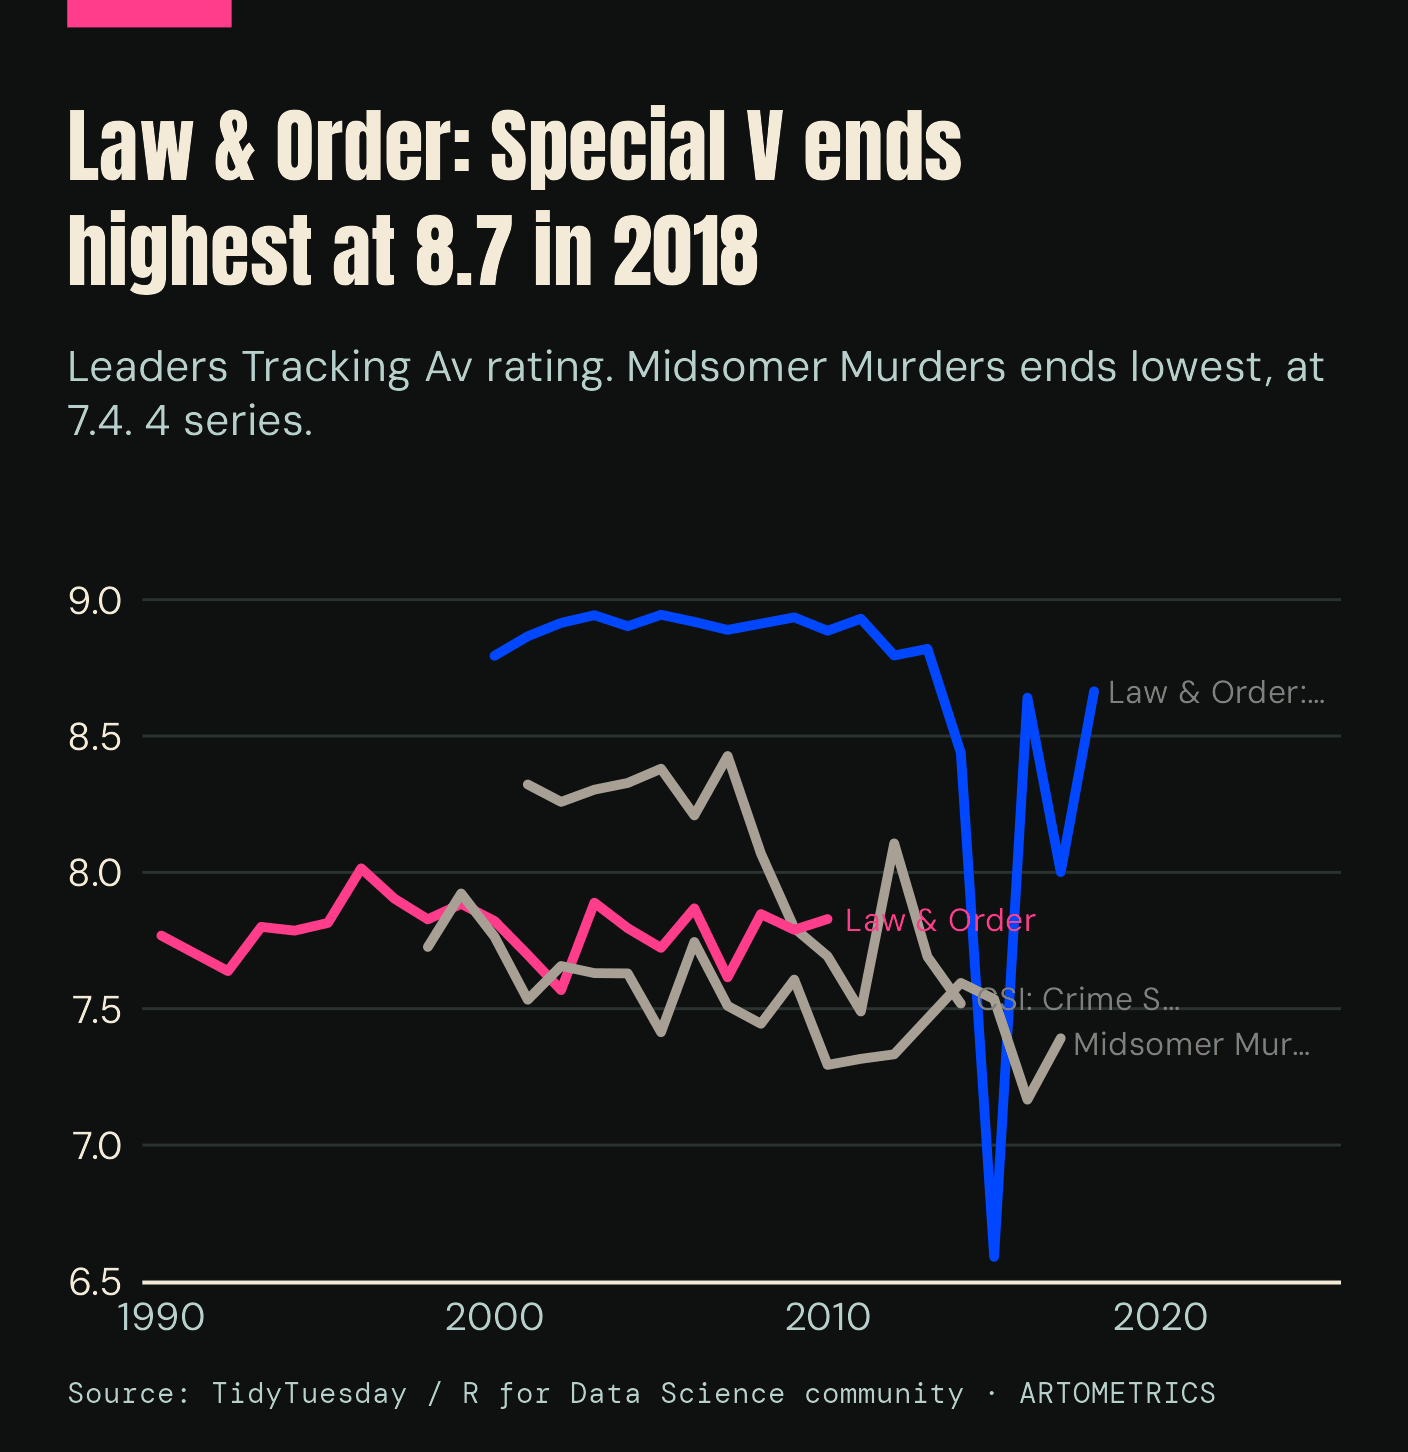 Law & Order: Special V ends
highest at 8.7 in 2018
Leaders Tracking Av rating. Midsomer Murders ends lowest, at
7.4. 4 series.
9.0
Law & Order:...
8.5
8.0
Law & Order
7.5
CSI: Crime S...
Midsomer Mur...
7.0
6.5
1990 2000 2010 2020
Source: TidyTuesday / R for Data Science community · ARTOMETRICS